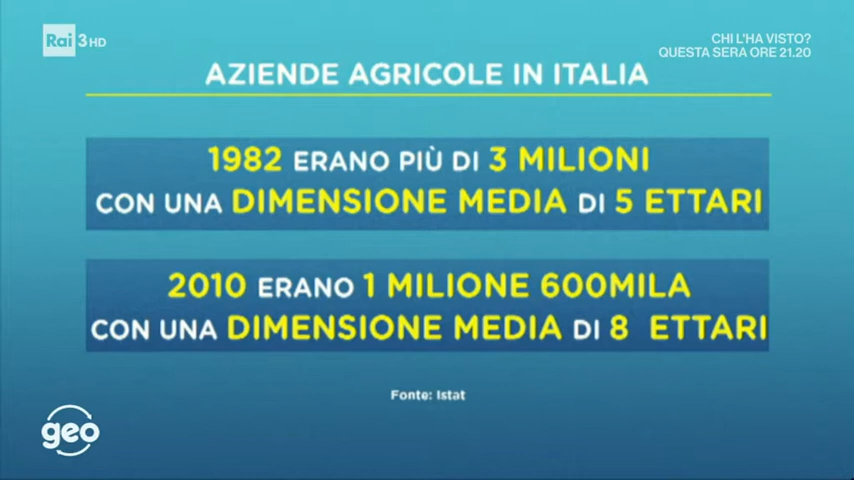 Rai 3HD
CHI L'HA VISTO?
QUESTA SERA ORE 21.20
AZIENDE AGRICOLE IN ITALIA
1982 ERANO PIÙ DI 3 MILIONI
CON UNA DIMENSIONE MEDIA DI 5 ETTARI
2010 ERANO 1 MILIONE 600MILA
CON UNA DIMENSIONE MEDIA DI 8 ETTARI
Fonte: Istat
geo